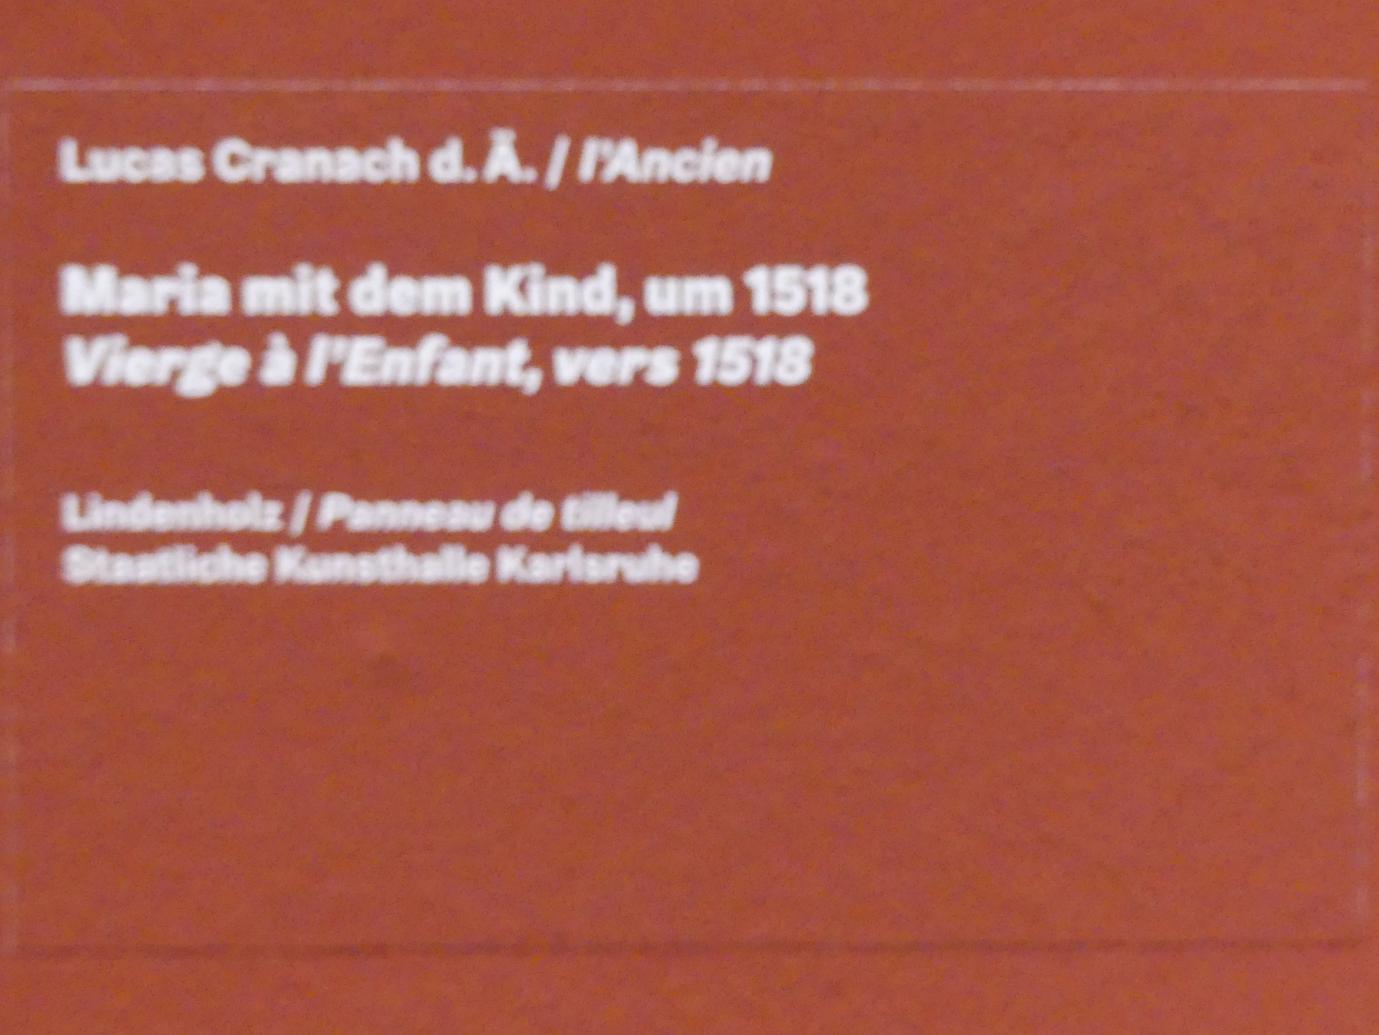 Lucas Cranach d. Ä. / l'Ancien
Maria mit dem Kind, um 1518
Vierge à l'Enfant, vers 1518
Lindenholz / Panneau de tilleul
Staatliche Kunsthalle Karlsruhe